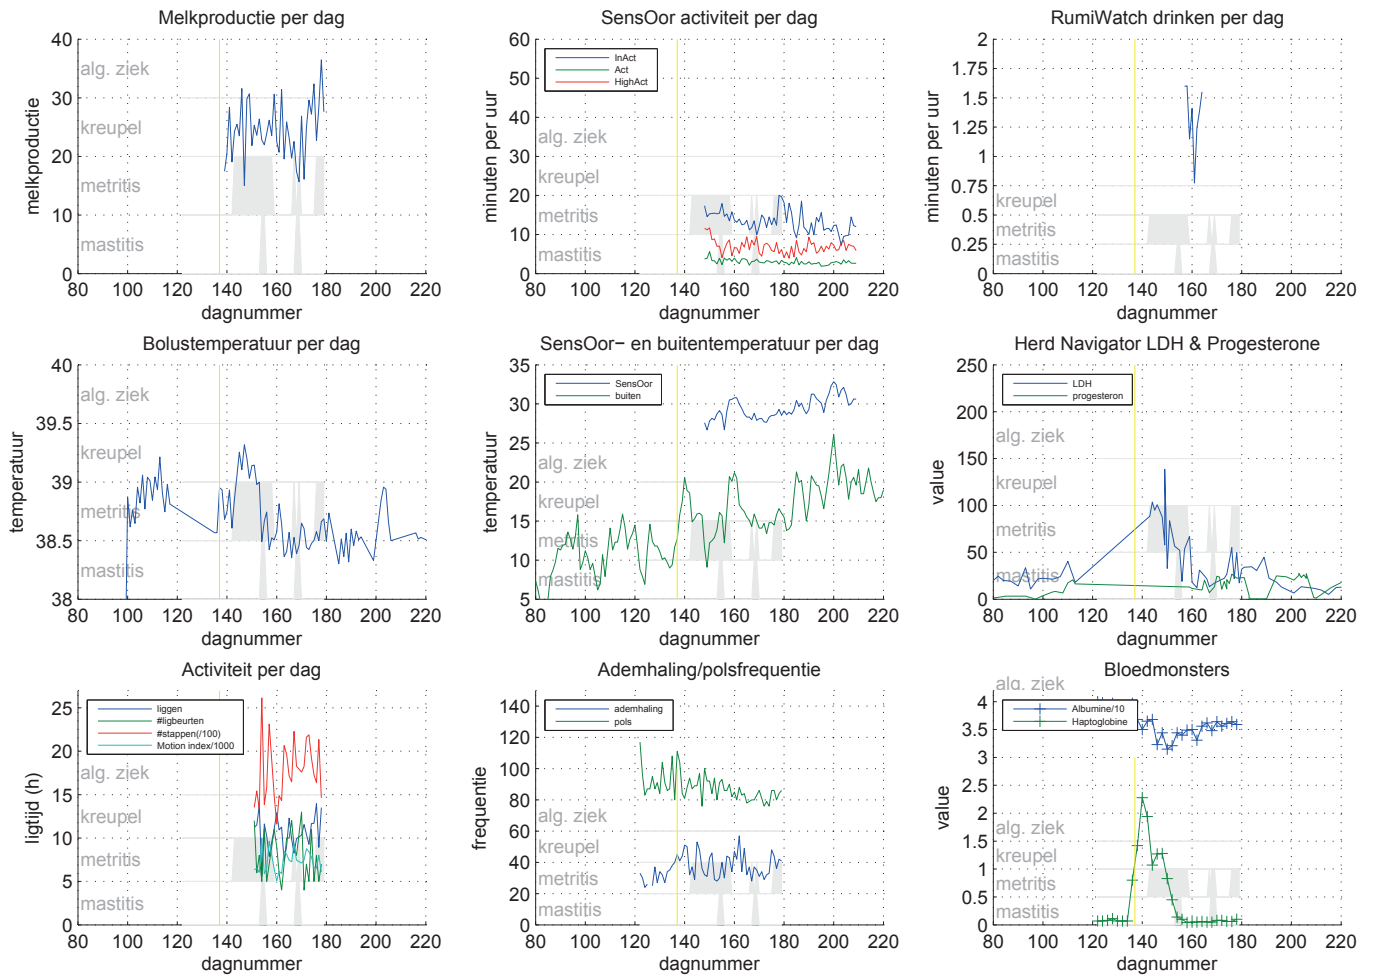 Melkproductie per dag
40
30
20
10
0
melkproductie
alg. ziek
kreupel
metritis
mastitis
80 100 120 140 160 180 200 220
dagnummer
SensOor activiteit per dag
60
50
40
30
20
10
0
minuten per uur
InAct
Act
HighAct
alg. ziek
kreupel
metritis
mastitis
80 100 120 140 160 180 200 220
dagnummer
RumiWatch drinken per dag
2
1.75
1.5
1.25
1
0.75
0.5
0.25
0
minuten per uur
kreupel
metritis
mastitis
80 100 120 140 160 180 200 220
dagnummer
Bolustemperatuur per dag
40
39.5
39
38.5
38
temperatuur
alg. ziek
kreupel
metritis
mastitis
80 100 120 140 160 180 200 220
dagnummer
SensOor− en buitentemperatuur per dag
35
30
25
20
15
10
5
temperatuur
SensOor
buiten
alg. ziek
kreupel
metritis
mastitis
80 100 120 140 160 180 200 220
dagnummer
Herd Navigator LDH & Progesterone
250
200
150
100
50
0
value
LDH
progesteron
alg. ziek
kreupel
metritis
mastitis
80 100 120 140 160 180 200 220
dagnummer
Activiteit per dag
25
20
15
10
5
0
ligtijd (h)
liggen
#ligbeurten
#stappen(/100)
Motion index/1000
alg. ziek
kreupel
metritis
mastitis
80 100 120 140 160 180 200 220
dagnummer
Ademhaling/polsfrequentie
140
120
100
80
60
40
20
0
frequentie
ademhaling
pols
alg. ziek
kreupel
metritis
mastitis
80 100 120 140 160 180 200 220
dagnummer
Bloedmonsters
4
3.5
3
2.5
2
1.5
1
0.5
0
value
alg. ziek
Albumine/10
Haptoglobine
alg. ziek
kreupel
metritis
mastitis
80 100 120 140 160 180 200 220
dagnummer